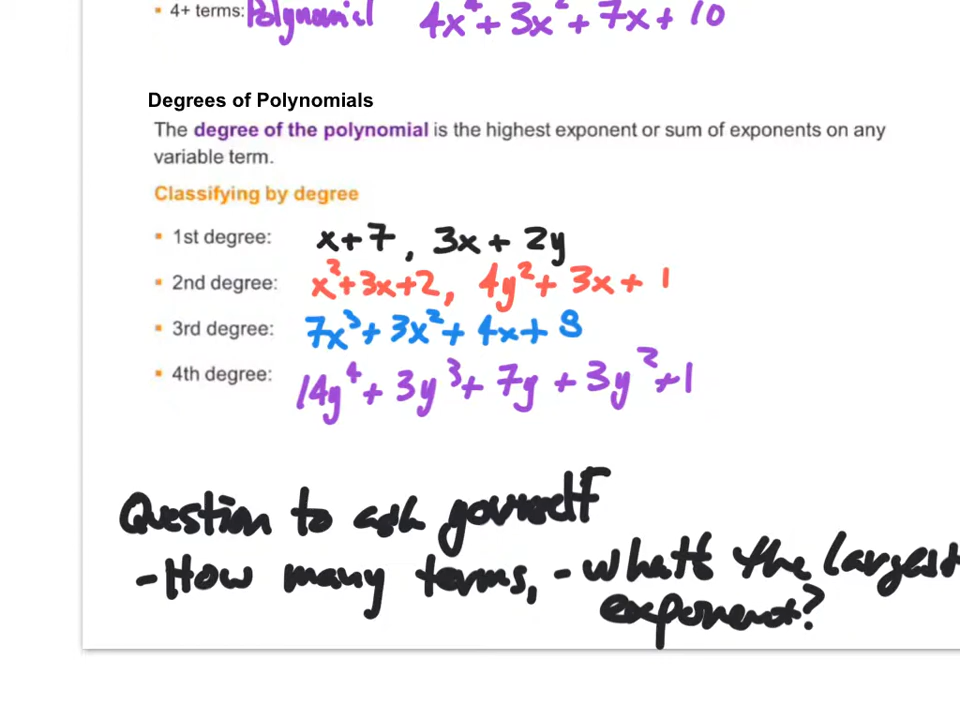 ▪ 4+ terms: Polynomial 4x⁴ + 3x² + 7x + 10
Degrees of Polynomials
The degree of the polynomial is the highest exponent or sum of exponents on any
variable term.
Classifying by degree
▪ 1st degree: x+7, 3x + 2y
▪ 2nd degree: x²+3x+2, 4y²+ 3x + 1
▪ 3rd degree: 7x³+ 3x²+ 4x+ 8
▪ 4th degree: 14y⁴+ 3y³+ 7y + 3y²+1
Question to ask yourself
- How many terms, - what's the largest
exponent?